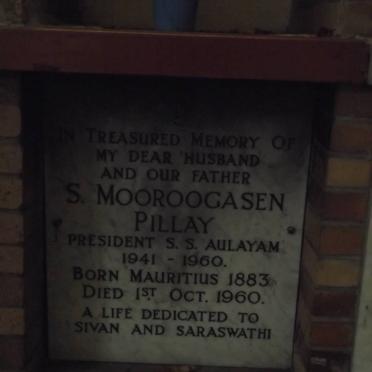 IN TREASURED MEMORY OF
MY DEAR HUSBAND
AND OUR FATHER
S. MOOROOGASEN
PILLAY
PRESIDENT S. S. AULAYAM
1941 - 1960.
BORN MAURITIUS 1883.
DIED 1ST OCT. 1960.
A LIFE DEDICATED TO
SIVAN AND SARASWATHI